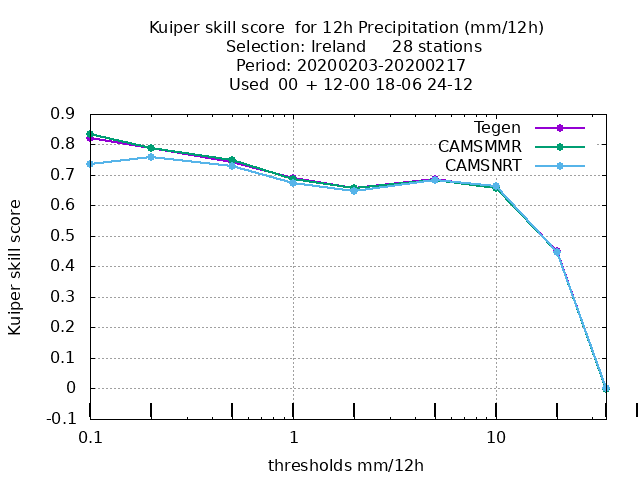 Kuiper skill score  for 12h Precipitation (mm/12h)
Selection: Ireland     28 stations
Period: 20200203-20200217
Used  00 + 12-00 18-06 24-12
Tegen
CAMSMMR
CAMSNRT
Kuiper skill score
0.9
0.8
0.7
0.6
0.5
0.4
0.3
0.2
0.1
0
-0.1
0.1
1
10
thresholds mm/12h